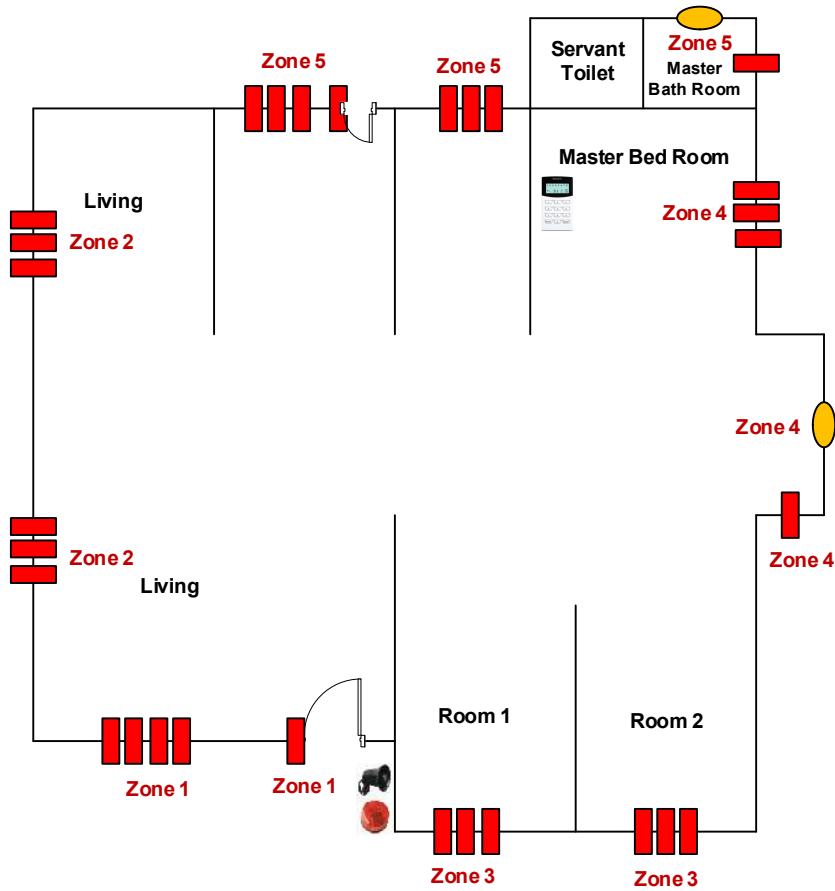 Servant
Toilet
Zone 5
Master
Bath Room
Zone 5
Zone 5
Master Bed Room
Living
Zone 4
Zone 2
Zone 4
Zone 2
Zone 4
Living
Room 1
Room 2
Zone 1
Zone 1
Zone 3
Zone 3